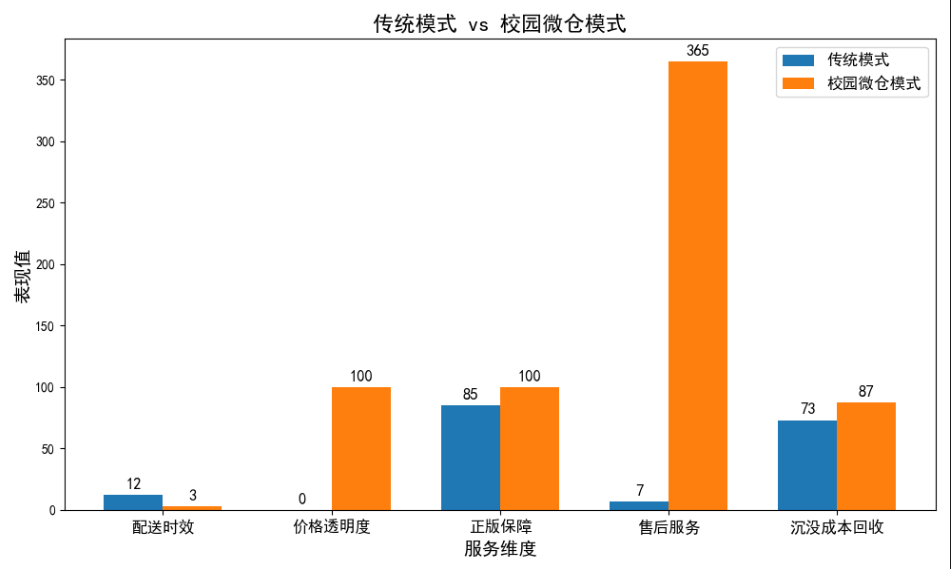 传统模式 vs 校园微仓模式
传统模式
校园微仓模式
表现值
350
300
250
200
150
100
50
0
12
3
0
100
85
100
7
365
73
87
配送时效
价格透明度
正版保障
售后服务
沉没成本回收
服务维度